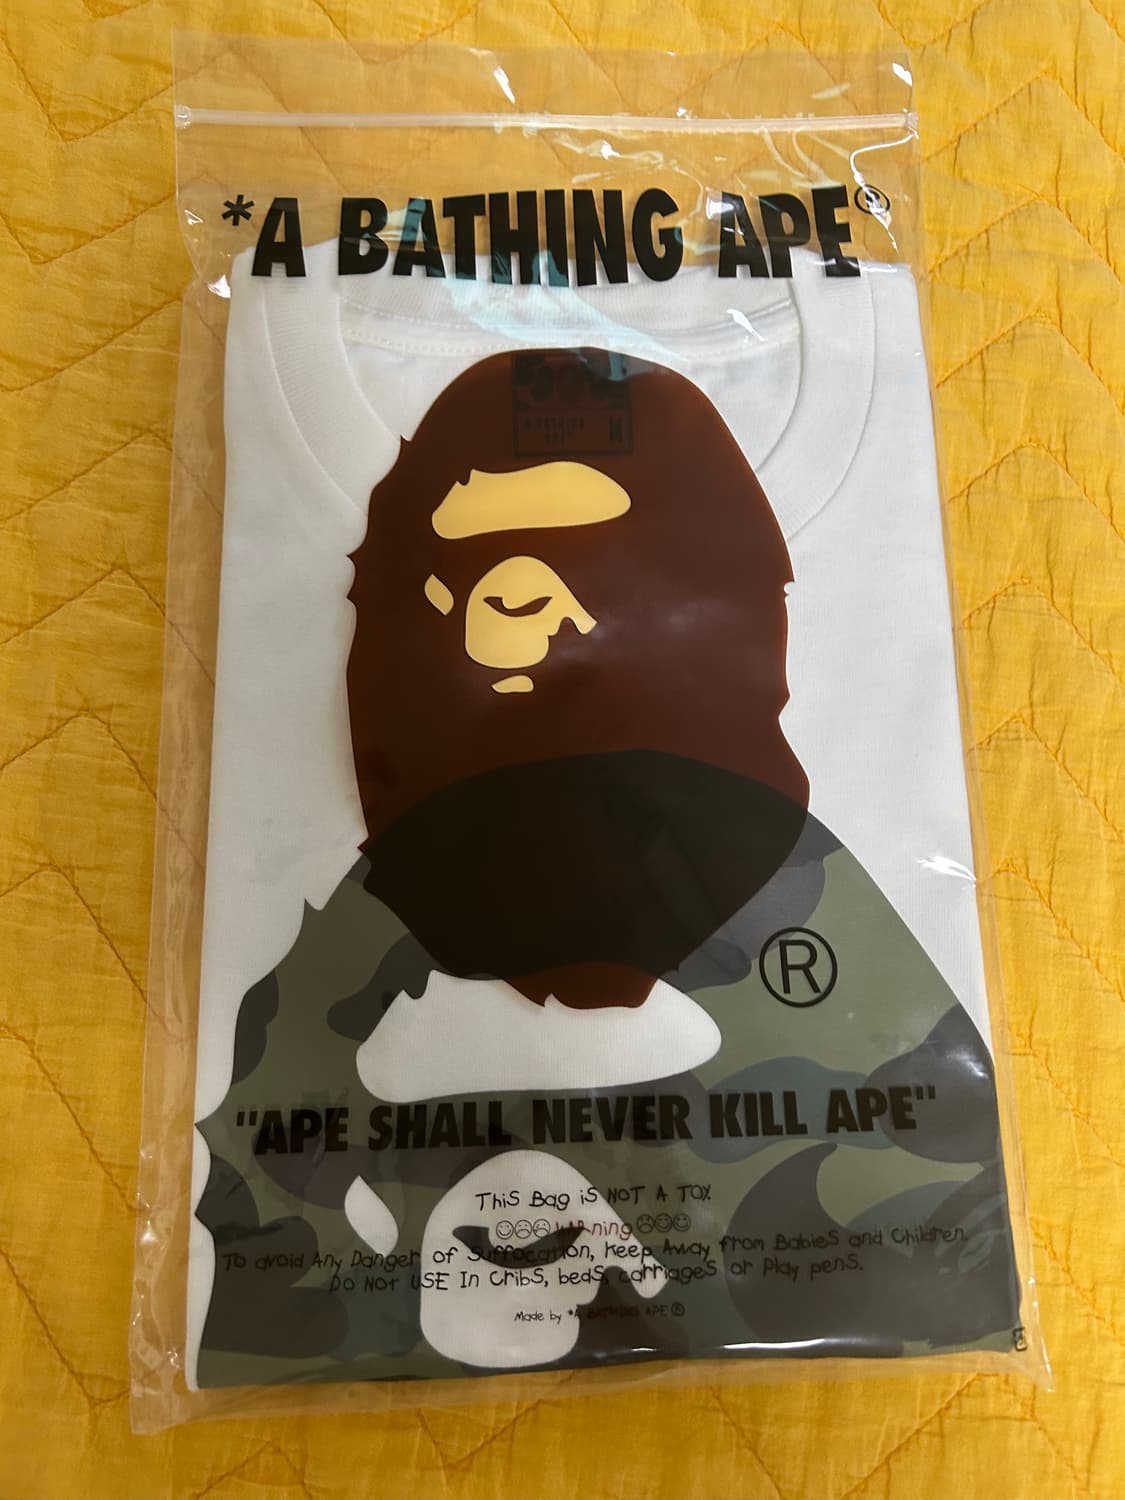 *A BATHING APE®
A BATHING
APE®
M
®
"APE SHALL NEVER KILL APE"
THiS Bag iS NOT A TOY
WARning
To avoid Any Danger of Suffocation, Keep Away from BabieS and Children.
DO NOT USE In CribS, bedS, carriageS or Play penS.
Made by *A BATHING APE®